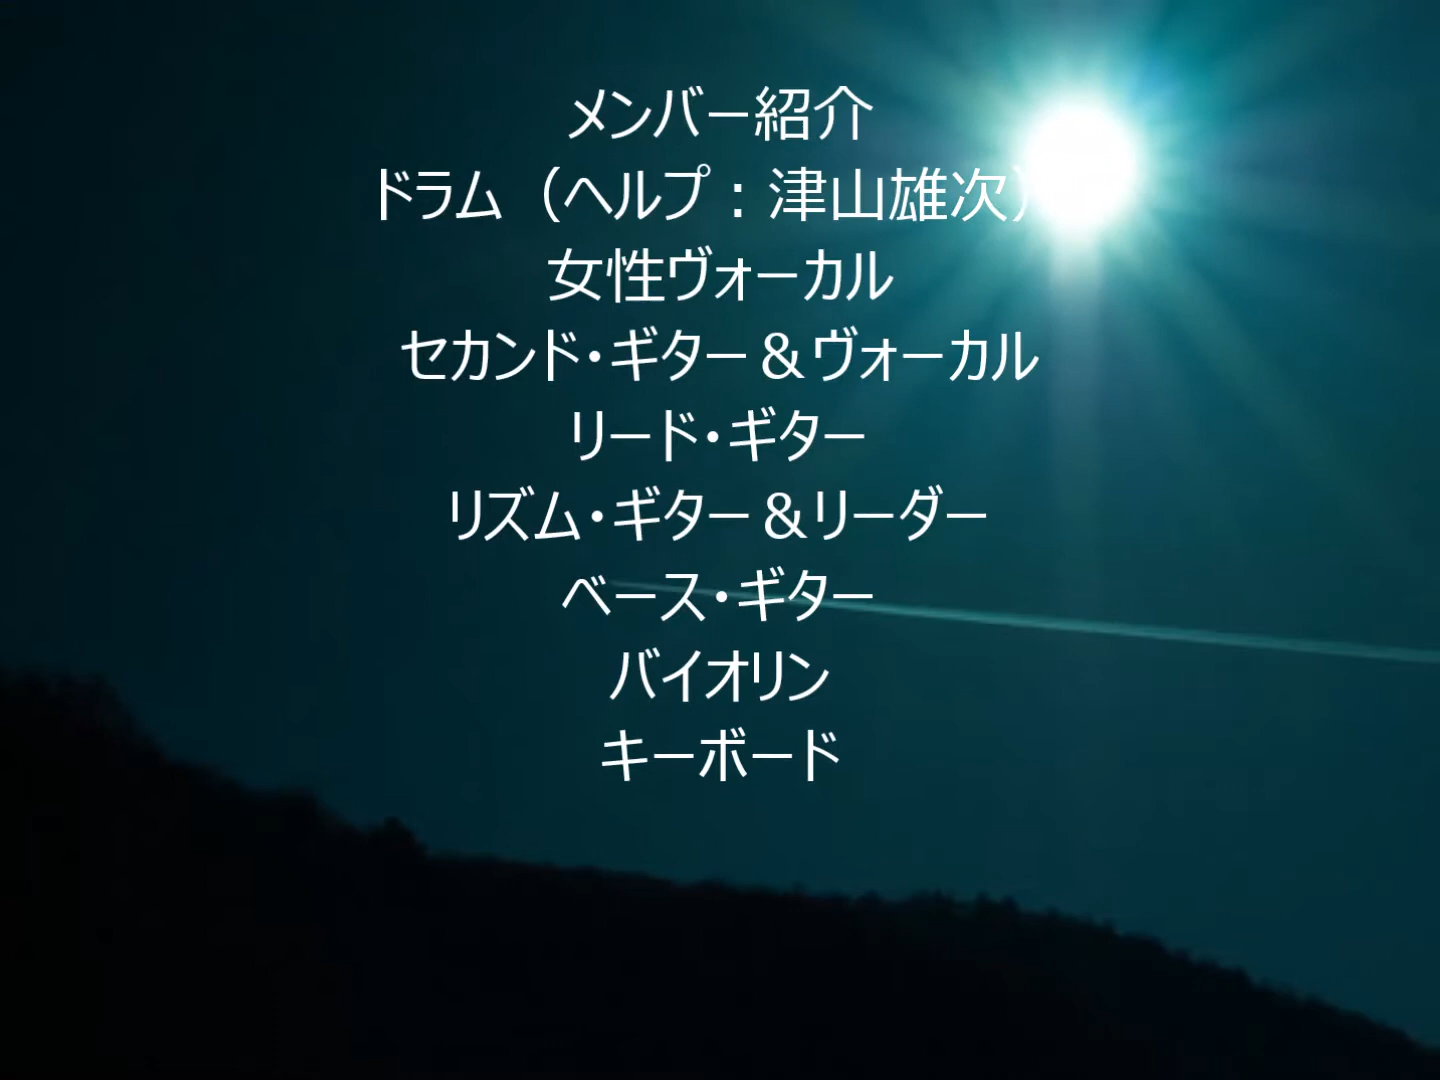 メンバー紹介
ドラム（ヘルプ：津山雄次）
女性ヴォーカル
セカンド・ギター＆ヴォーカル
リード・ギター
リズム・ギター＆リーダー
ベース・ギター
バイオリン
キーボード